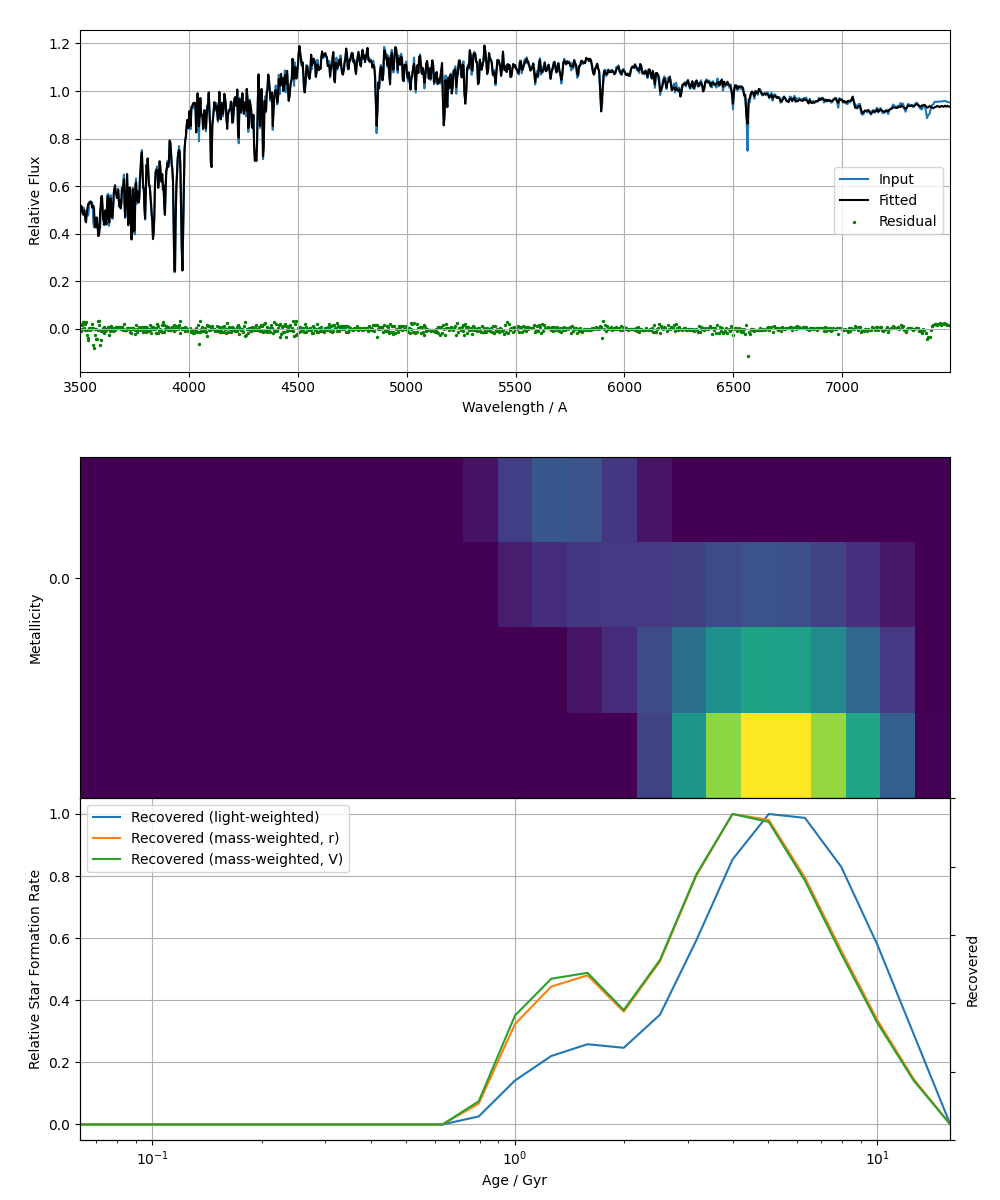 1.2
1.0
0.8
0.6
0.4
0.2
0.0
Relative Flux
Input
Fitted
Residual
3500 4000 4500 5000 5500 6000 6500 7000
Wavelength / A
0.0
Metallicity
Recovered (light-weighted)
Recovered (mass-weighted, r)
Recovered (mass-weighted, V)
1.0
0.8
0.6
0.4
0.2
0.0
Relative Star Formation Rate
Recovered
10⁻¹ 10⁰ 10¹
Age / Gyr